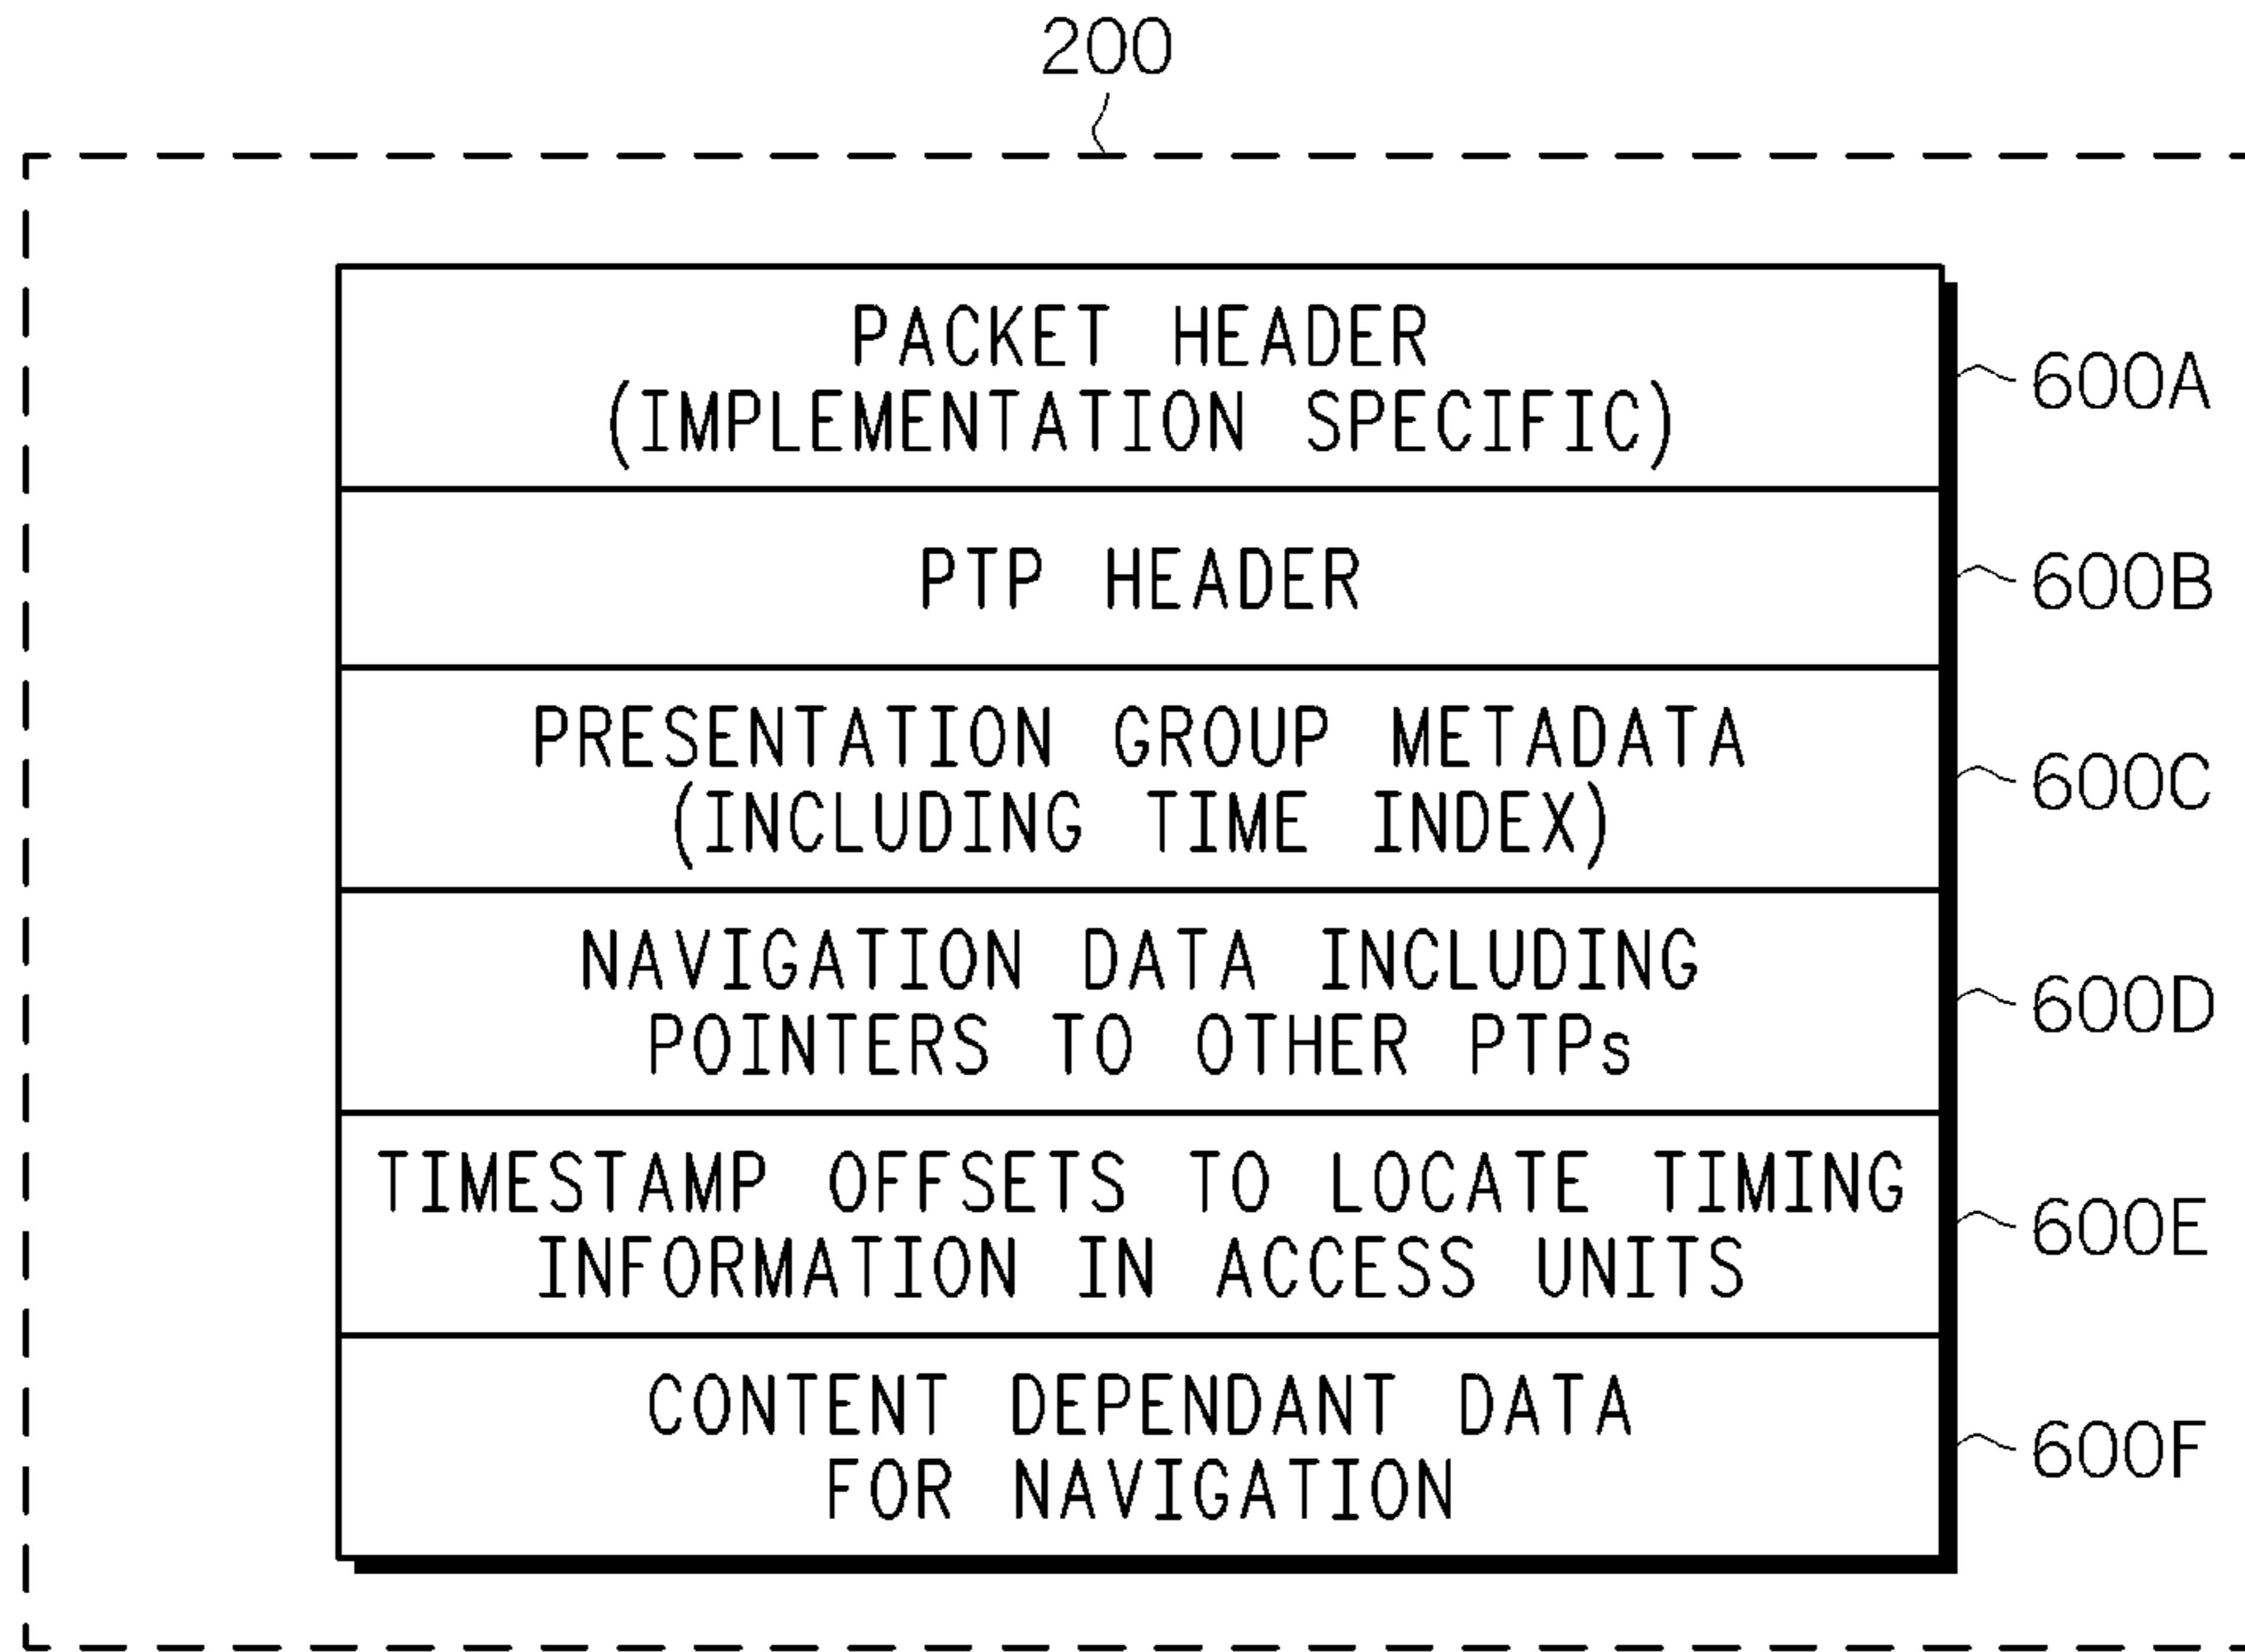 200
PACKET HEADER
(IMPLEMENTATION SPECIFIC)
600A
PTP HEADER
600B
PRESENTATION GROUP METADATA
(INCLUDING TIME INDEX)
600C
NAVIGATION DATA INCLUDING
POINTERS TO OTHER PTPs
600D
TIMESTAMP OFFSETS TO LOCATE TIMING
INFORMATION IN ACCESS UNITS
600E
CONTENT DEPENDANT DATA
FOR NAVIGATION
600F